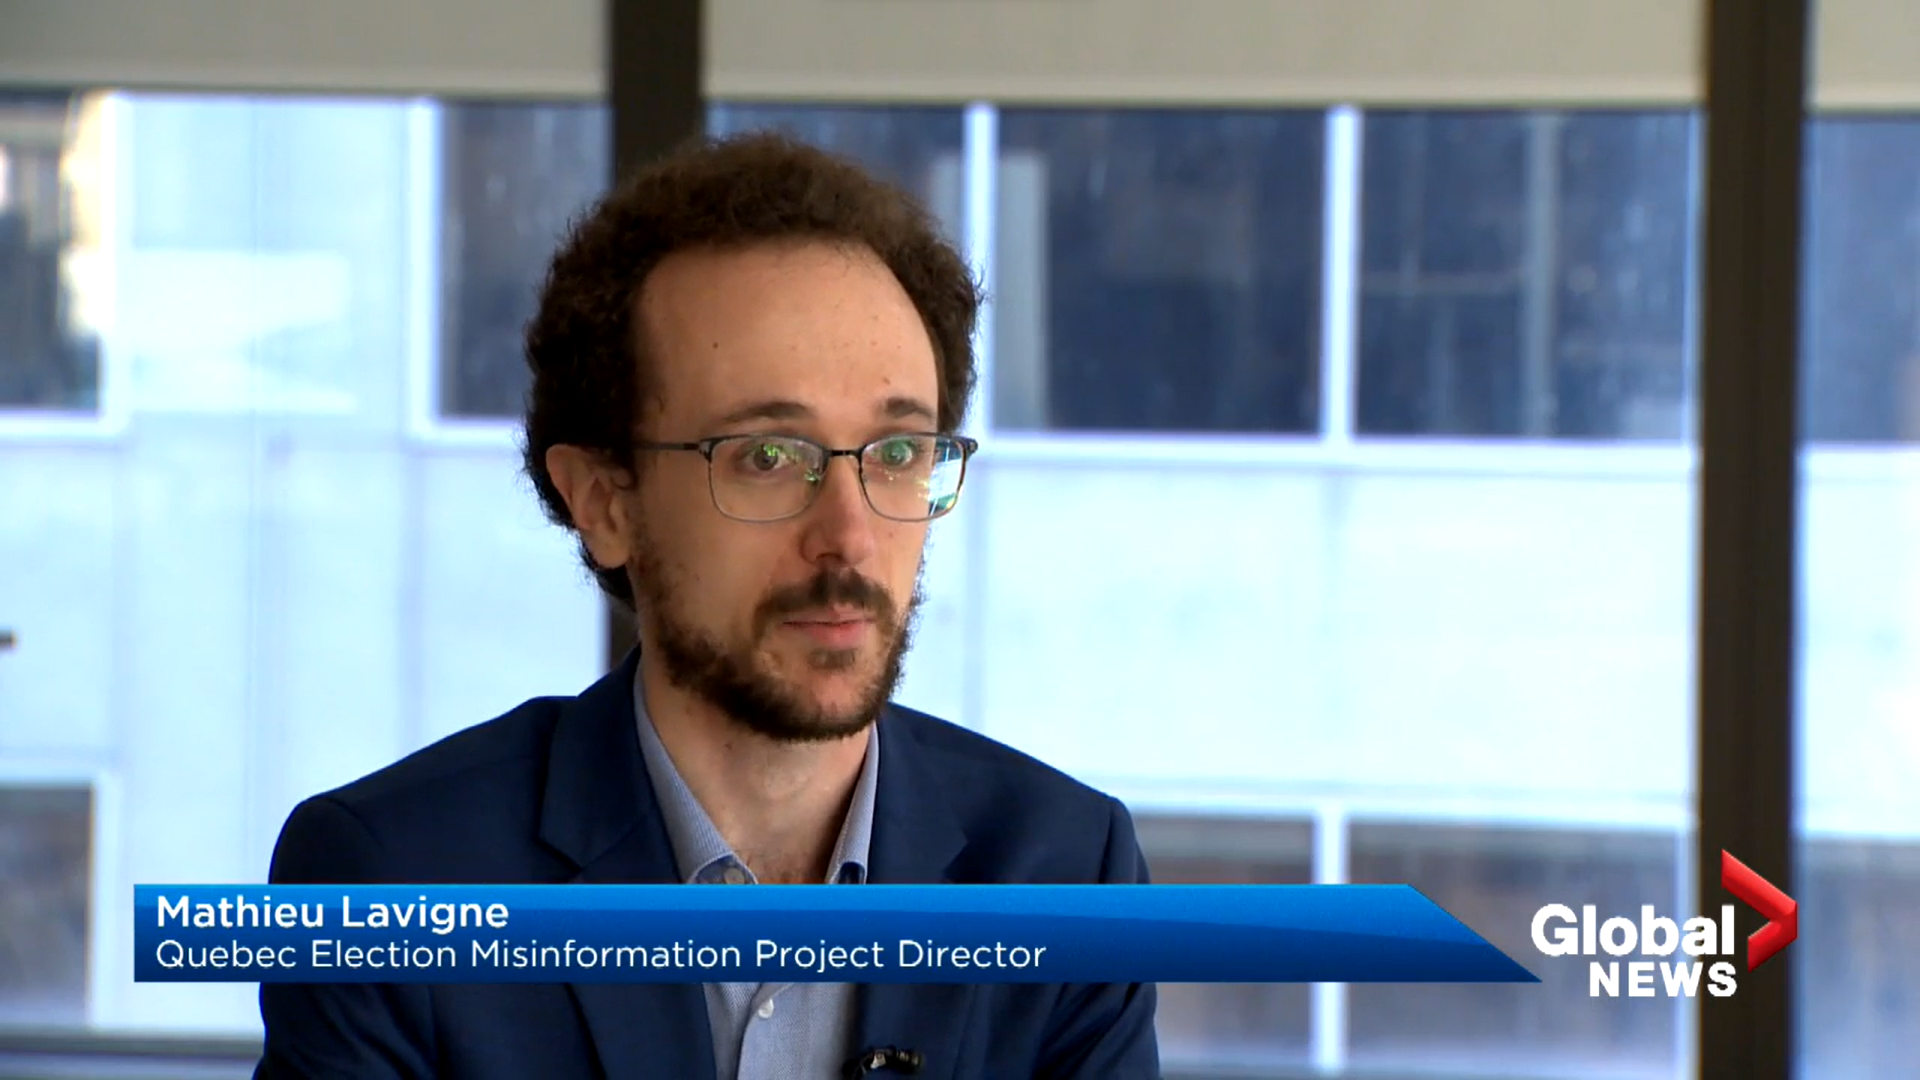 Mathieu Lavigne
Quebec Election Misinformation Project Director
Global
NEWS